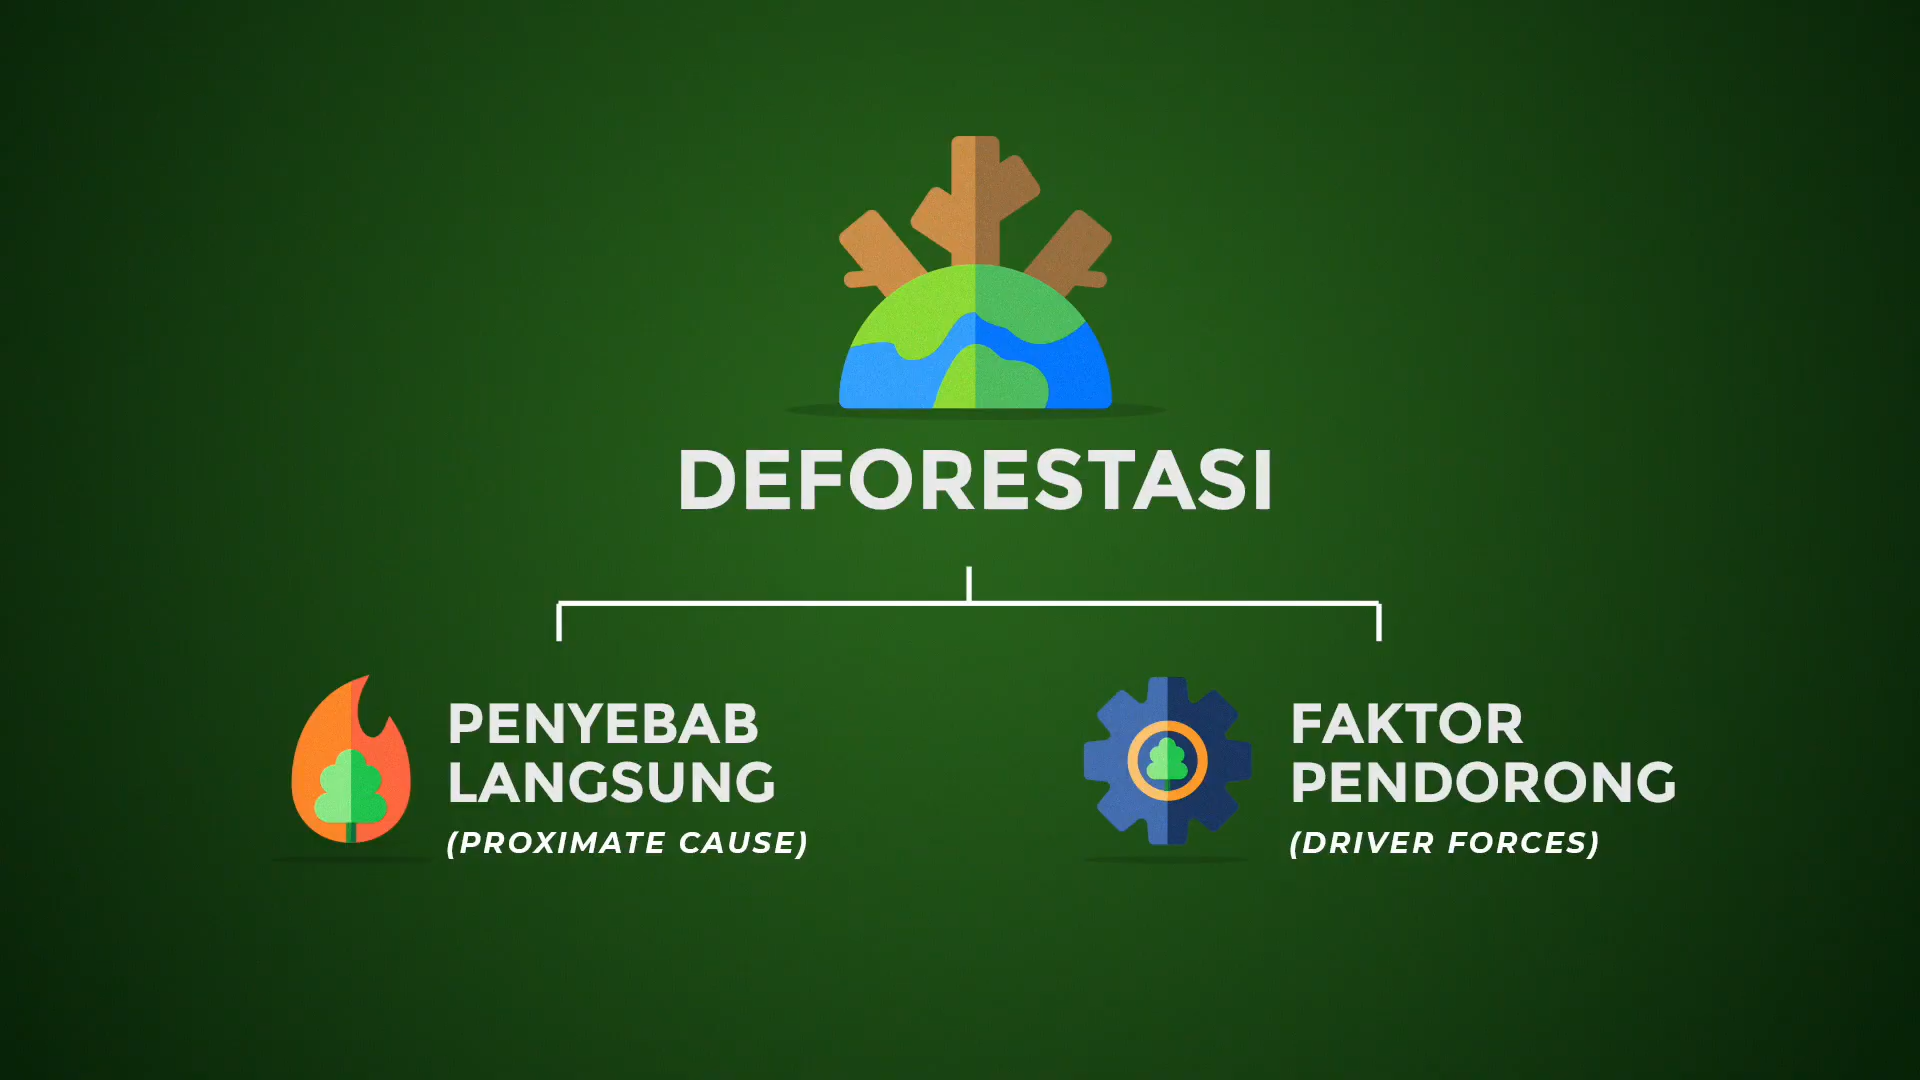 DEFORESTASI
PENYEBAB
LANGSUNG
(PROXIMATE CAUSE)
FAKTOR
PENDORONG
(DRIVER FORCES)